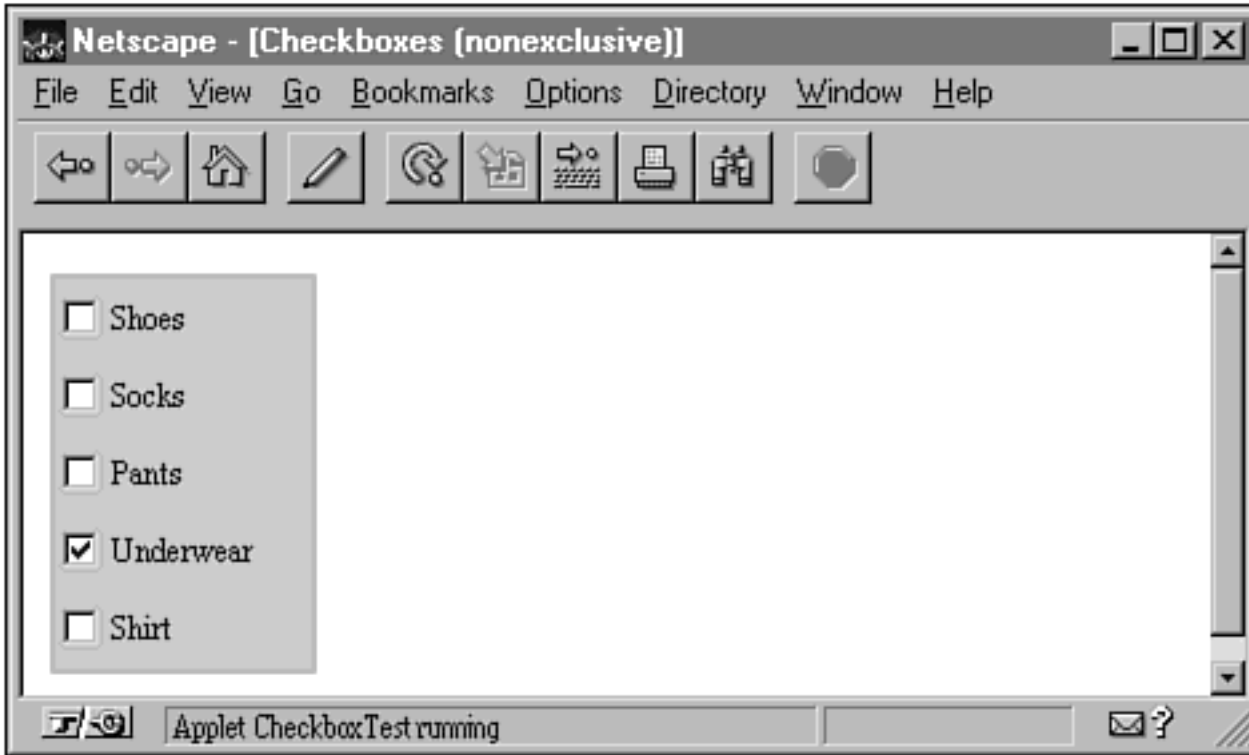 Netscape - [Checkboxes (nonexclusive)]
File Edit View Go Bookmarks Options Directory Window Help
Shoes
Socks
Pants
Underwear
Shirt
Applet CheckboxTest running
?